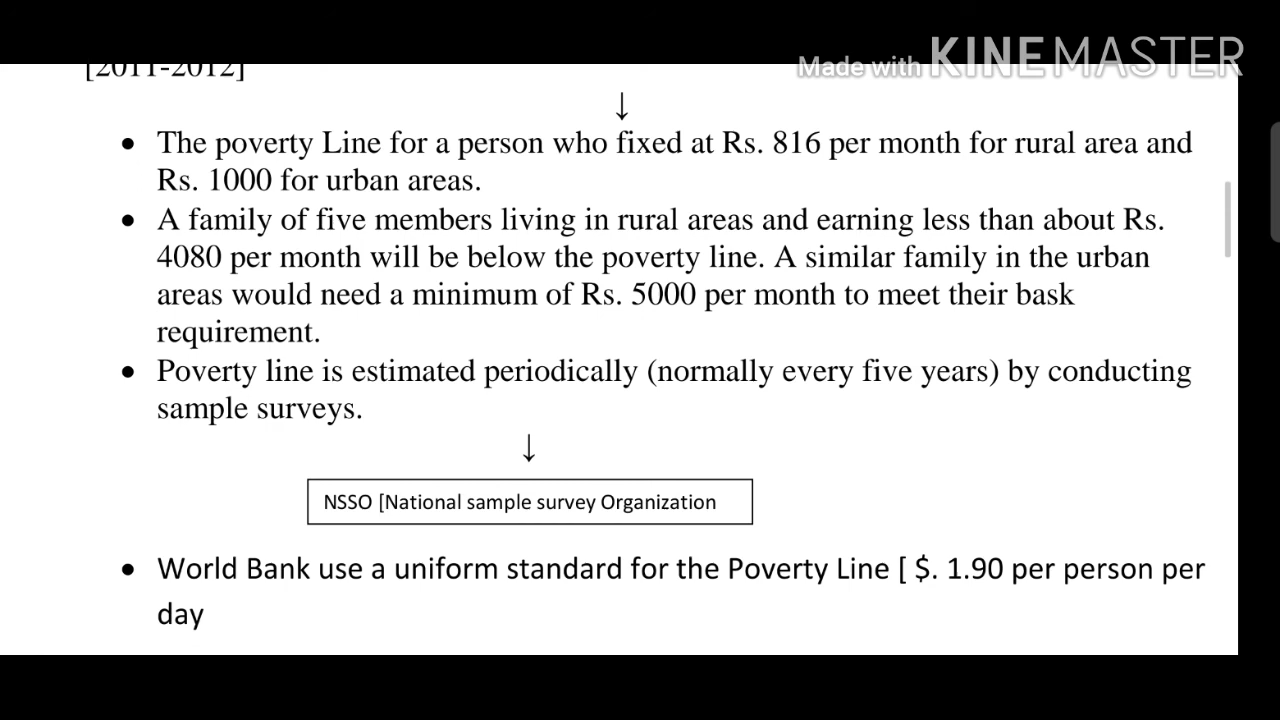 Made with KINEMASTER
[2011-2012]
↓
• The poverty Line for a person who fixed at Rs. 816 per month for rural area and
Rs. 1000 for urban areas.
• A family of five members living in rural areas and earning less than about Rs.
4080 per month will be below the poverty line. A similar family in the urban
areas would need a minimum of Rs. 5000 per month to meet their bask
requirement.
• Poverty line is estimated periodically (normally every five years) by conducting
sample surveys.
↓
NSSO [National sample survey Organization
• World Bank use a uniform standard for the Poverty Line [ $. 1.90 per person per
day